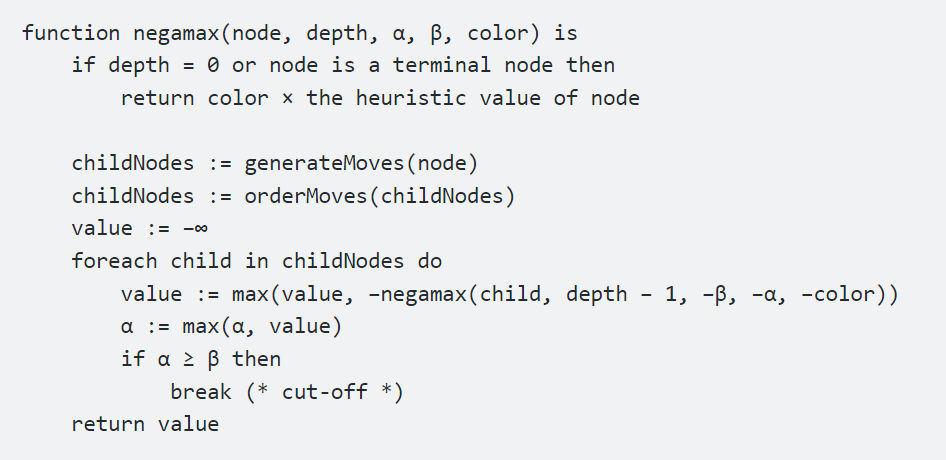 function negamax(node, depth, α, β, color) is
    if depth = 0 or node is a terminal node then
        return color × the heuristic value of node

    childNodes := generateMoves(node)
    childNodes := orderMoves(childNodes)
    value := −∞
    foreach child in childNodes do
        value := max(value, −negamax(child, depth − 1, −β, −α, −color))
        α := max(α, value)
        if α ≥ β then
            break (* cut-off *)
    return value